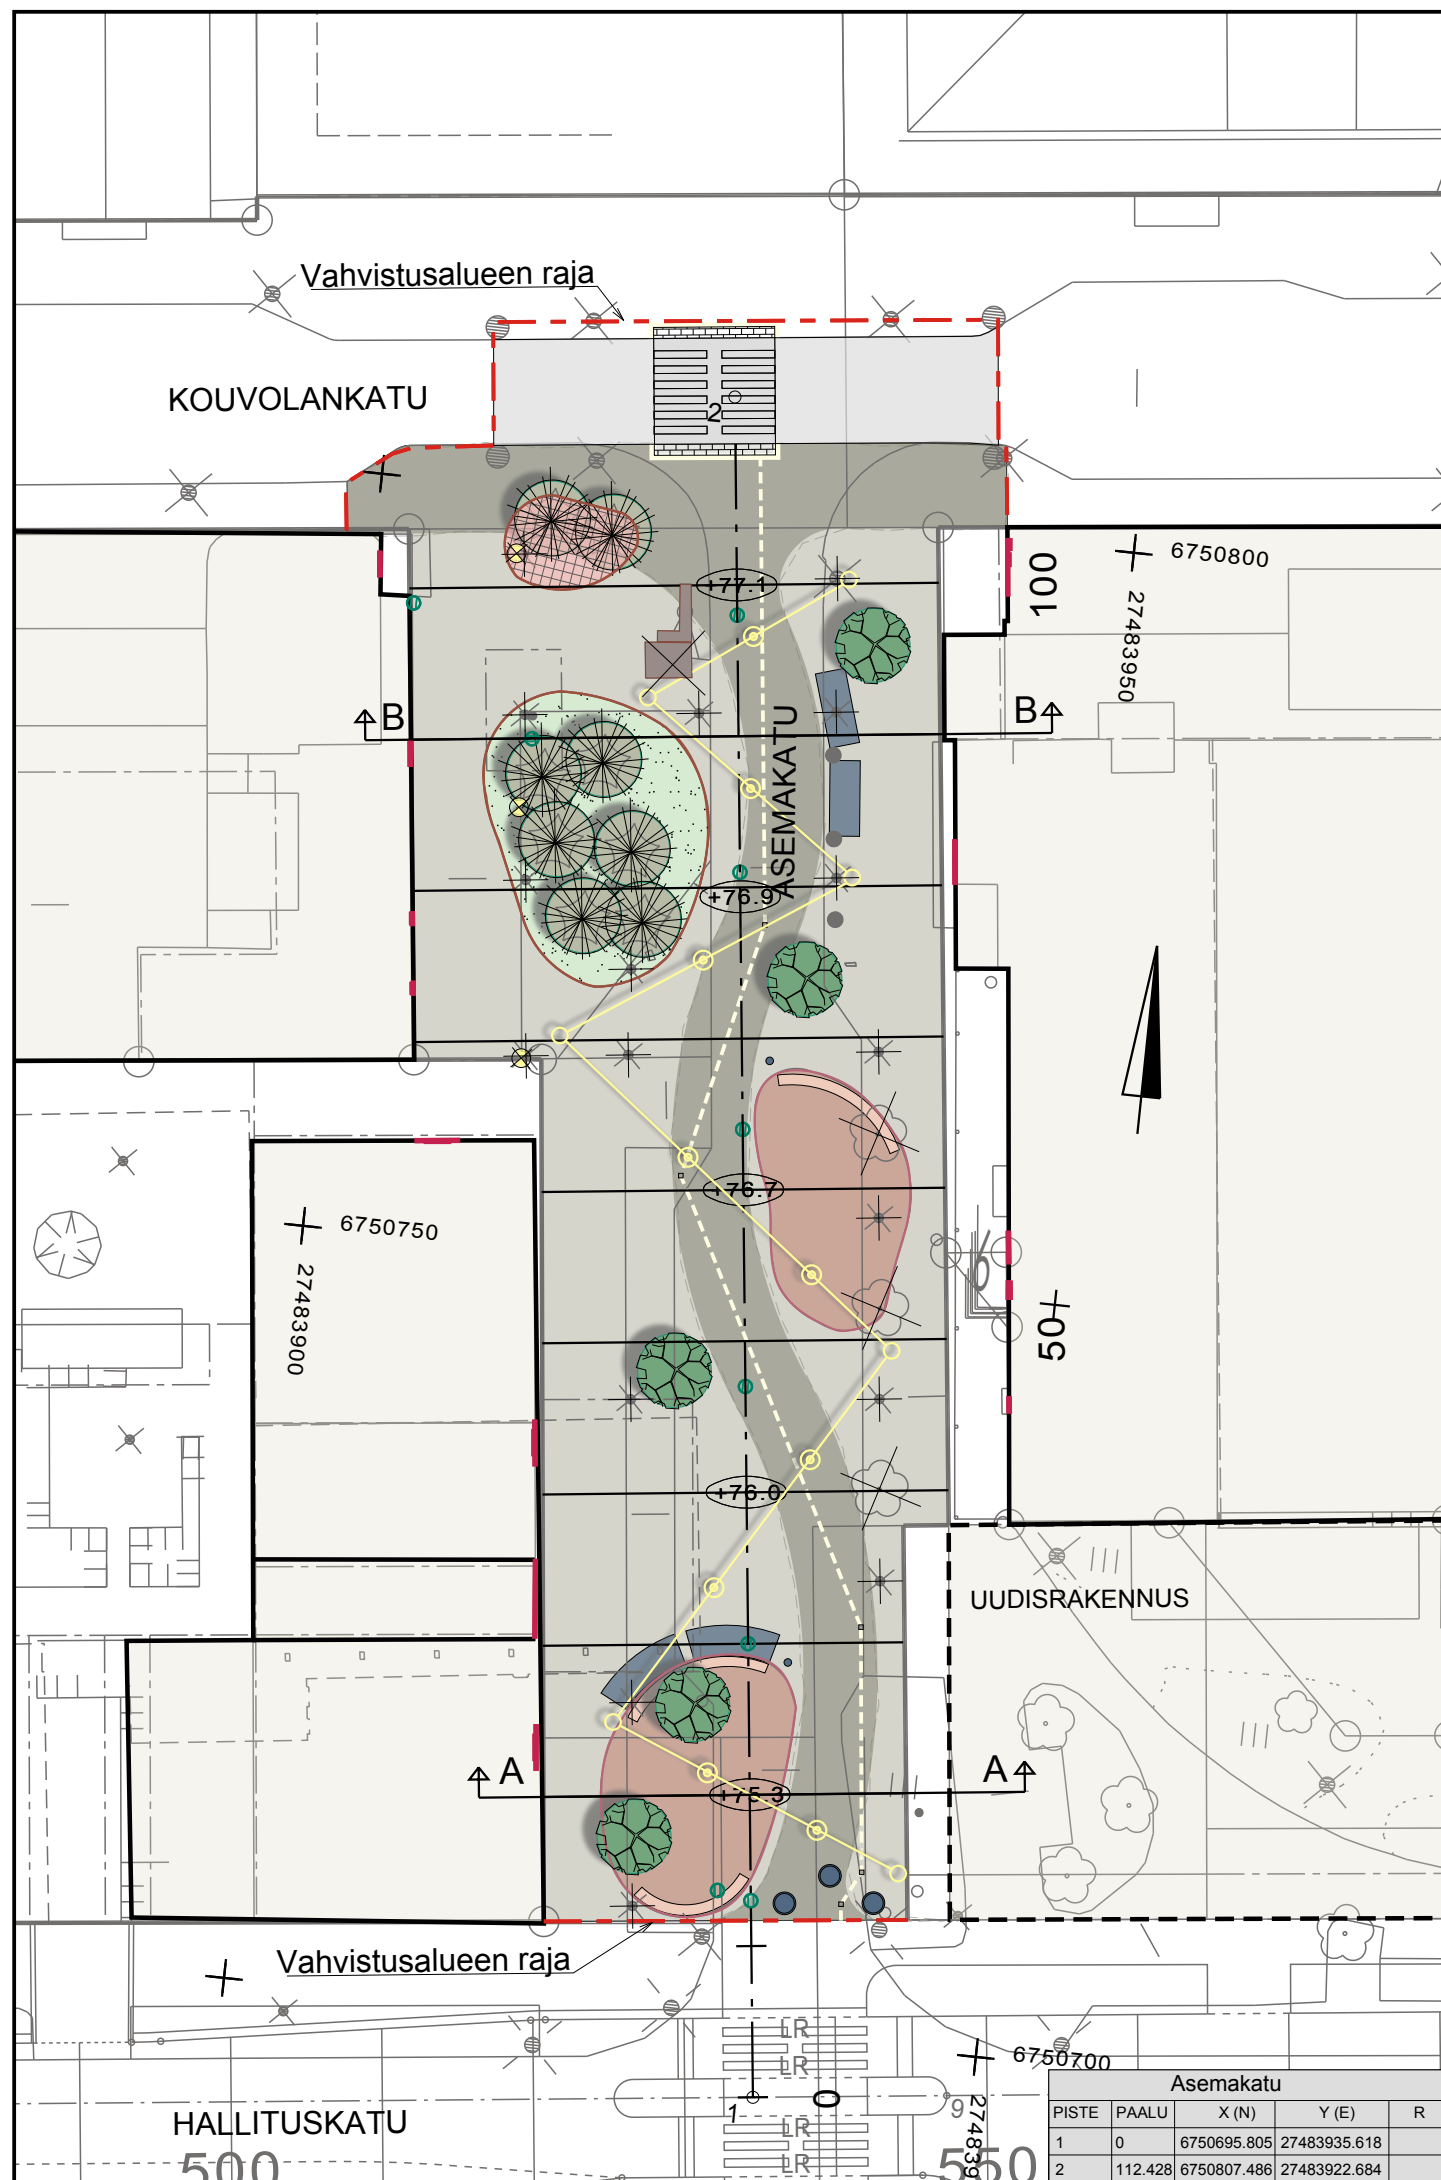 Vahvistusalueen raja
KOUVOLANKATU
2
+77.1
100
6750800
27483950
B
B
ASEMAKATU
+76.9
+76.7
6750750
27483900
6
50
+76.0
UUDISRAKENNUS
A
A
+75.3
Vahvistusalueen raja
LR
LR
6750700
1
0
9
HALLITUSKATU
LR
LR
500
550
Asemakatu
PISTE PAALU X (N) Y (E) R
1 0 6750695.805 27483935.618
2 112.428 6750807.486 27483922.684